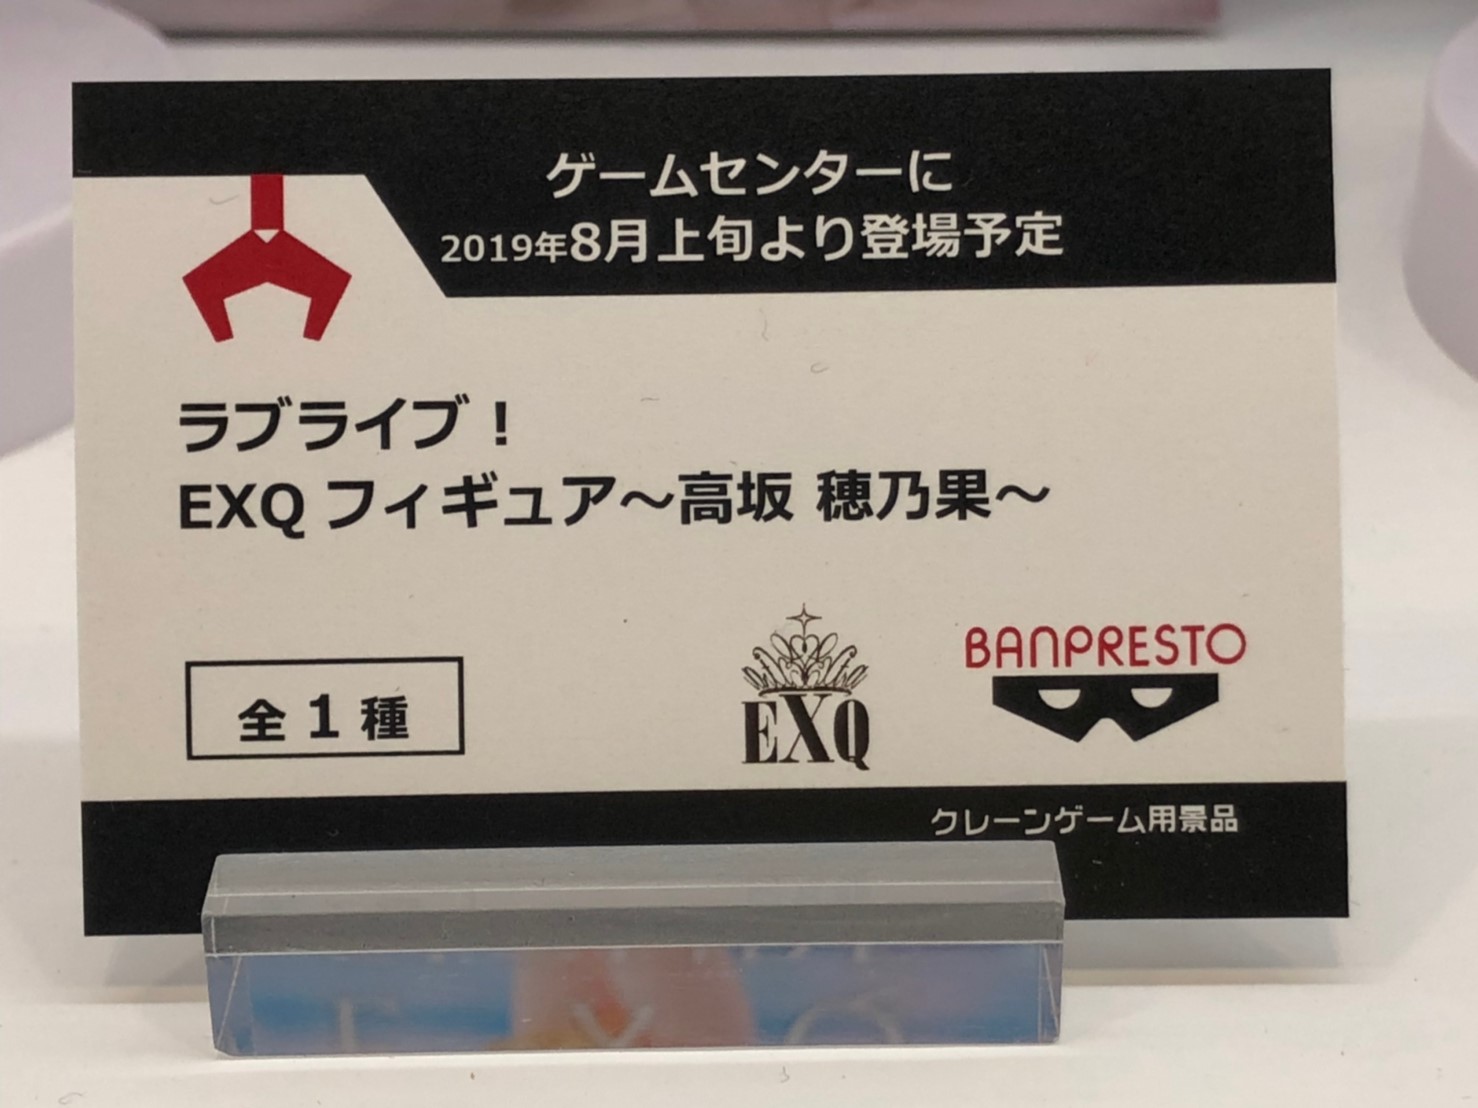 ゲームセンターに
2019年8月上旬より登場予定
ラブライブ！
EXQ フィギュア～高坂 穂乃果～
全1種
EXQ
BANPRESTO
クレーンゲーム用景品